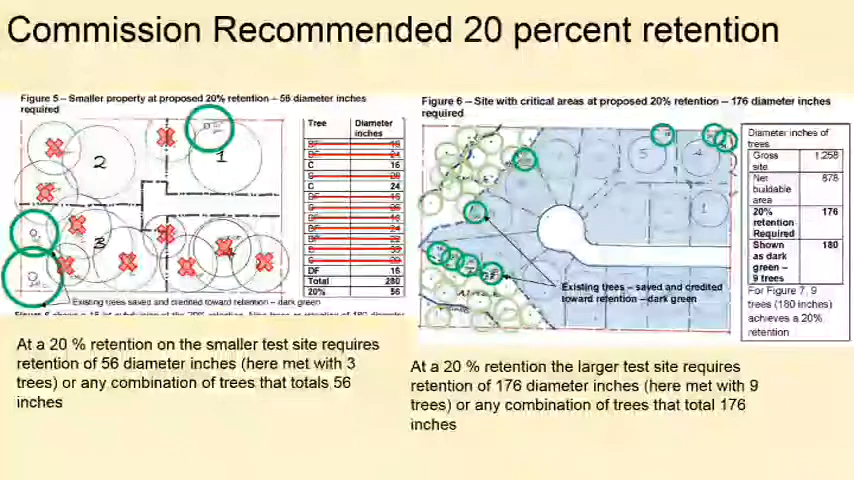 Commission Recommended 20 percent retention
Figure 5 – Smaller property at proposed 20% retention – 56 diameter inches
required
2
1
3
Existing trees saved and credited toward retention – dark green
Tree Diameter
inches
C 16
C 24
DF 16
Total 280
20% 56
At a 20 % retention on the smaller test site requires
retention of 56 diameter inches (here met with 3
trees) or any combination of trees that totals 56
inches
Figure 6 – Site with critical areas at proposed 20% retention – 176 diameter inches
required
5
4
1
Existing trees – saved and credited
toward retention – dark green
Diameter inches of
trees
Gross 1,258
site
Net 878
buildable
area
20% 176
retention
Required
Shown 180
as dark
green –
9 trees
For Figure 7, 9
trees (180 inches)
achieves a 20%
retention
At a 20 % retention the larger test site requires
retention of 176 diameter inches (here met with 9
trees) or any combination of trees that total 176
inches